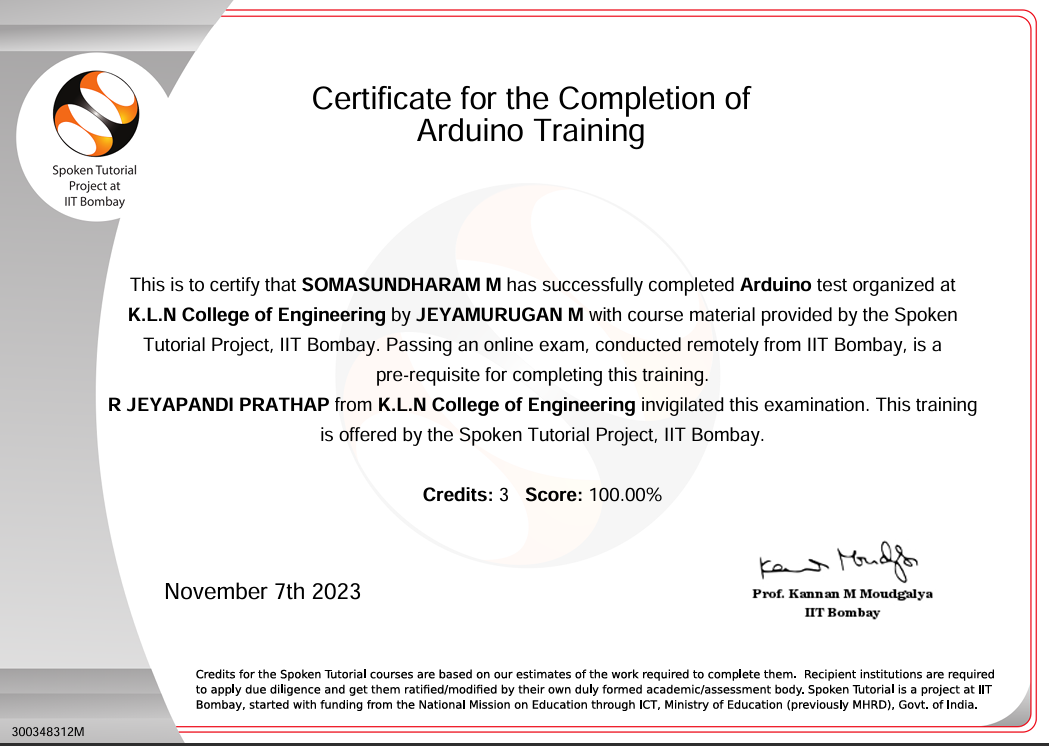 Spoken Tutorial
Project at
IIT Bombay
Certificate for the Completion of
Arduino Training
This is to certify that SOMASUNDHARAM M has successfully completed Arduino test organized at
K.L.N College of Engineering by JEYAMURUGAN M with course material provided by the Spoken
Tutorial Project, IIT Bombay. Passing an online exam, conducted remotely from IIT Bombay, is a
pre-requisite for completing this training.
R JEYAPANDI PRATHAP from K.L.N College of Engineering invigilated this examination. This training
is offered by the Spoken Tutorial Project, IIT Bombay.
Credits: 3 Score: 100.00%
November 7th 2023
Kannan Moudgalya
Prof. Kannan M Moudgalya
IIT Bombay
Credits for the Spoken Tutorial courses are based on our estimates of the work required to complete them. Recipient institutions are required
to apply due diligence and get them ratified/modified by their own duly formed academic/assessment body. Spoken Tutorial is a project at IIT
Bombay, started with funding from the National Mission on Education through ICT, Ministry of Education (previously MHRD), Govt. of India.
300348312M